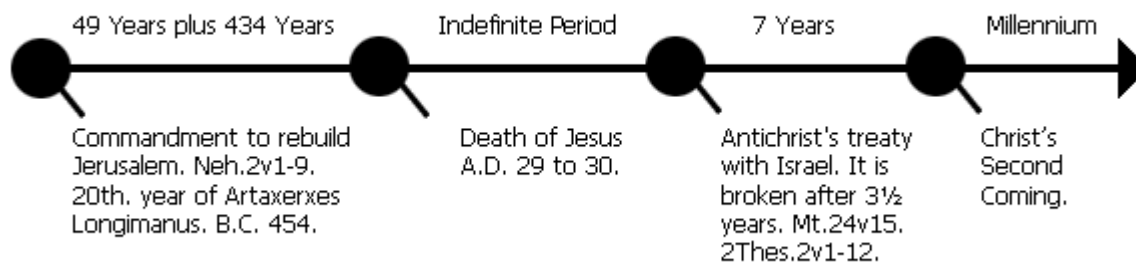 49 Years plus 434 Years
Indefinite Period
7 Years
Millennium
Commandment to rebuild
Jerusalem. Neh.2v1-9.
20th. year of Artaxerxes
Longimanus. B.C. 454.
Death of Jesus
A.D. 29 to 30.
Antichrist's treaty
with Israel. It is
broken after 3½
years. Mt.24v15.
2Thes.2v1-12.
Christ's
Second
Coming.